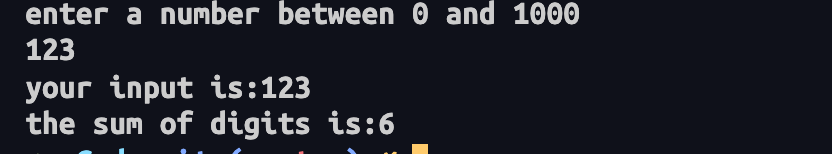 enter a number between 0 and 1000
123
your input is:123
the sum of digits is:6